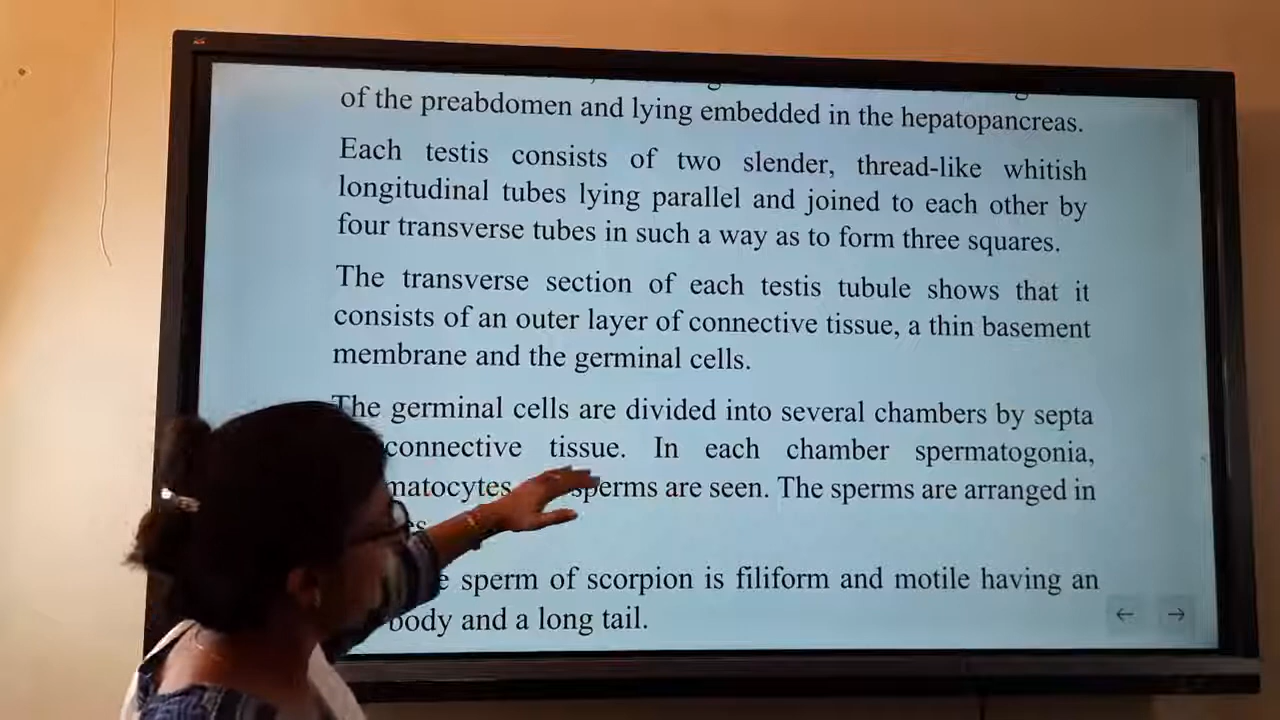 of the preabdomen and lying embedded in the hepatopancreas.
Each testis consists of two slender, thread-like whitish
longitudinal tubes lying parallel and joined to each other by
four transverse tubes in such a way as to form three squares.
The transverse section of each testis tubule shows that it
consists of an outer layer of connective tissue, a thin basement
membrane and the germinal cells.
The germinal cells are divided into several chambers by septa
connective tissue. In each chamber spermatogonia,
matocytes sperms are seen. The sperms are arranged in
sperm of scorpion is filiform and motile having an
body and a long tail.